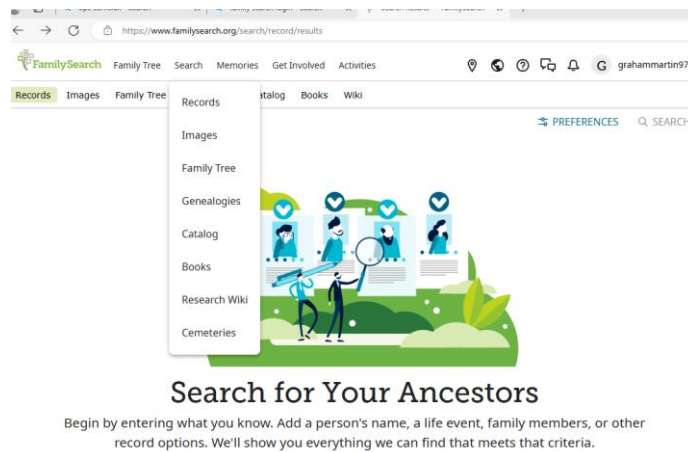 https://www.familysearch.org/search/record/results
FamilySearch Family Tree Search Memories Get Involved Activities G grahammartin97
Records Images Family Tree atalog Books Wiki
PREFERENCES SEARCH
Records
Images
Family Tree
Genealogies
Catalog
Books
Research Wiki
Cemeteries
Search for Your Ancestors
Begin by entering what you know. Add a person's name, a life event, family members, or other
record options. We'll show you everything we can find that meets that criteria.